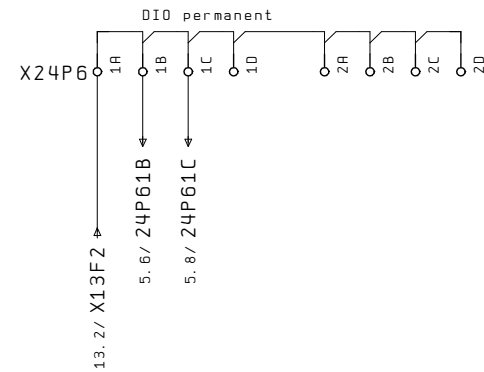 DIO permanent
X24P6
1A
1B
1C
1D
2A
2B
2C
2D
13.2/ X13F2
5.6/ 24P61B
5.8/ 24P61C